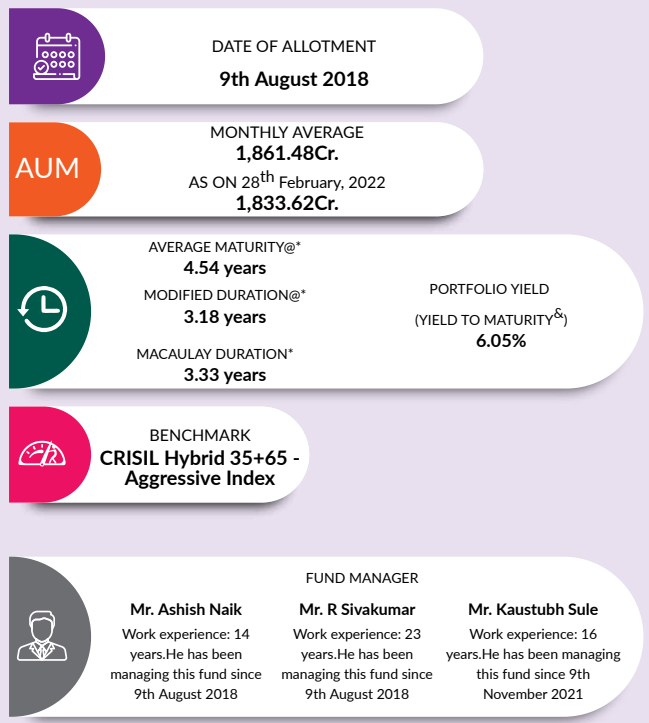 DATE OF ALLOTMENT
9th August 2018
AUM
MONTHLY AVERAGE
1,861.48Cr.
AS ON 28th February, 2022
1,833.62Cr.
AVERAGE MATURITY@*
4.54 years
MODIFIED DURATION@*
3.18 years
MACAULAY DURATION*
3.33 years
PORTFOLIO YIELD
(YIELD TO MATURITY&)
6.05%
BENCHMARK
CRISIL Hybrid 35+65 -
Aggressive Index
FUND MANAGER
Mr. Ashish Naik
Work experience: 14
years.He has been
managing this fund since
9th August 2018
Mr. R Sivakumar
Work experience: 23
years.He has been
managing this fund since
9th August 2018
Mr. Kaustubh Sule
Work experience: 16
years.He has been managing
this fund since 9th
November 2021